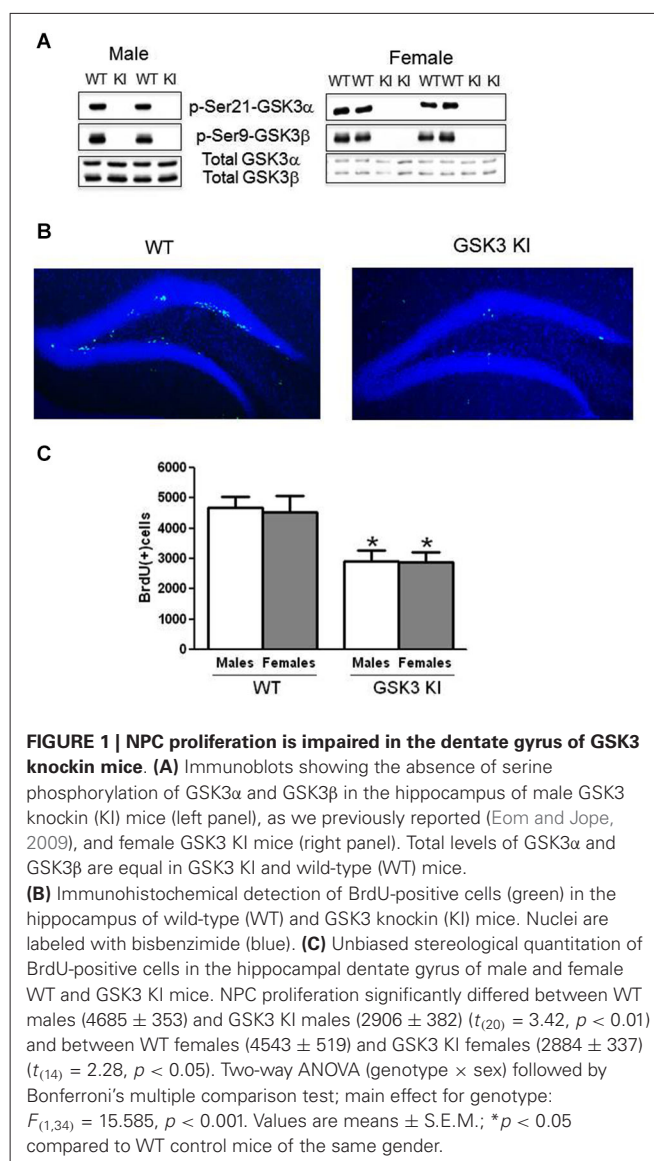 A
Male
Female
WT KI WT KI
WT WT KI KI WT WT KI KI
p-Ser21-GSK3α
p-Ser9-GSK3β
Total GSK3α
Total GSK3β
B
WT
GSK3 KI
C
BrdU(+)cells
6000
5000
4000
3000
2000
1000
0
* *
Males Females Males Females
WT GSK3 KI
FIGURE 1 | NPC proliferation is impaired in the dentate gyrus of GSK3
knockin mice. (A) Immunoblots showing the absence of serine
phosphorylation of GSK3α and GSK3β in the hippocampus of male GSK3
knockin (KI) mice (left panel), as we previously reported (Eom and Jope,
2009), and female GSK3 KI mice (right panel). Total levels of GSK3α and
GSK3β are equal in GSK3 KI and wild-type (WT) mice.
(B) Immunohistochemical detection of BrdU-positive cells (green) in the
hippocampus of wild-type (WT) and GSK3 knockin (KI) mice. Nuclei are
labeled with bisbenzimide (blue). (C) Unbiased stereological quantitation of
BrdU-positive cells in the hippocampal dentate gyrus of male and female
WT and GSK3 KI mice. NPC proliferation significantly differed between WT
males (4685 ± 353) and GSK3 KI males (2906 ± 382) (t(20) = 3.42, p < 0.01)
and between WT females (4543 ± 519) and GSK3 KI females (2884 ± 337)
(t(14) = 2.28, p < 0.05). Two-way ANOVA (genotype × sex) followed by
Bonferroni's multiple comparison test; main effect for genotype:
F(1,34) = 15.585, p < 0.001. Values are means ± S.E.M.; *p < 0.05
compared to WT control mice of the same gender.